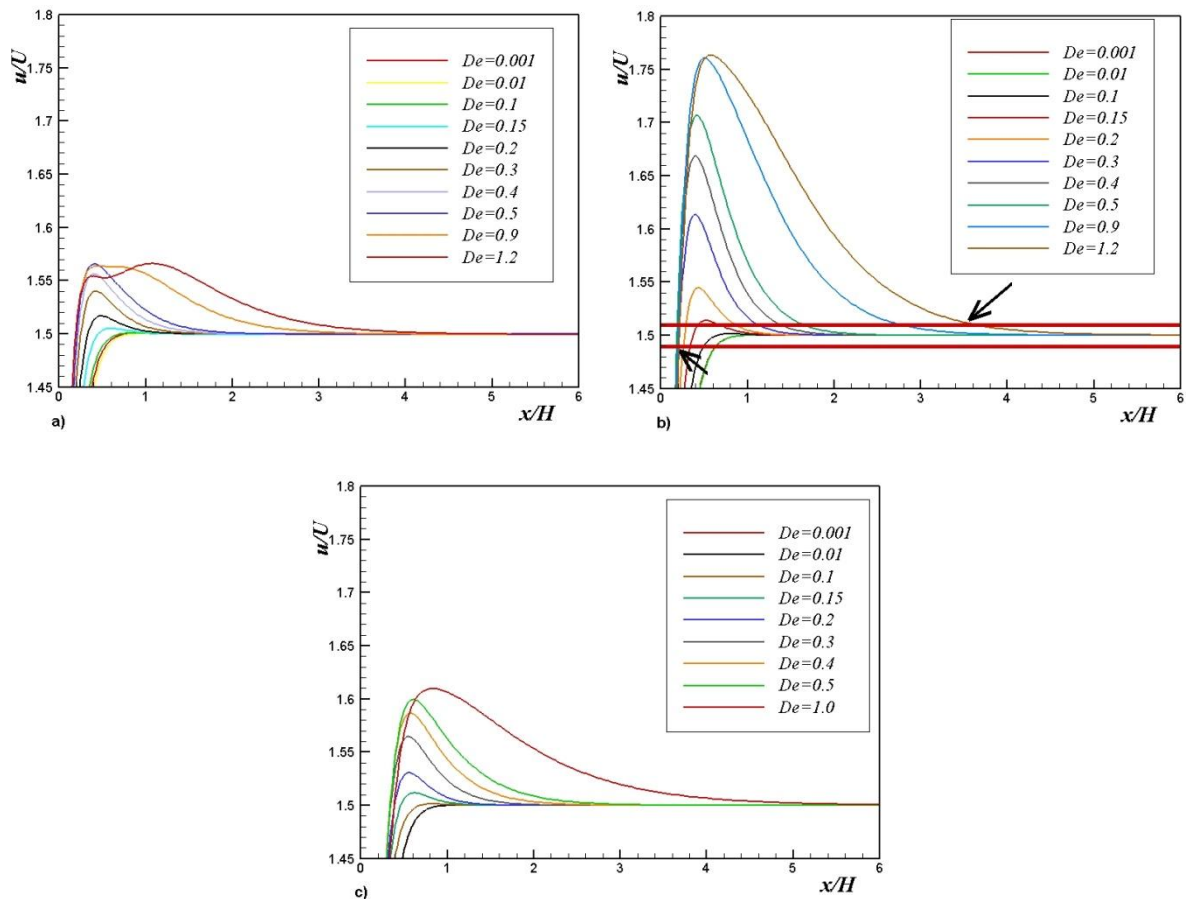 1.8
1.75
u/U
1.7
1.65
1.6
1.55
1.5
1.45
0
1
2
3
4
5
6
x/H
a)
De=0.001
De=0.01
De=0.1
De=0.15
De=0.2
De=0.3
De=0.4
De=0.5
De=0.9
De=1.2
1.8
1.75
u/U
1.7
1.65
1.6
1.55
1.5
1.45
0
1
2
3
4
5
6
x/H
b)
De=0.001
De=0.01
De=0.1
De=0.15
De=0.2
De=0.3
De=0.4
De=0.5
De=0.9
De=1.2
1.8
1.75
u/U
1.7
1.65
1.6
1.55
1.5
1.45
0
1
2
3
4
5
6
x/H
c)
De=0.001
De=0.01
De=0.1
De=0.15
De=0.2
De=0.3
De=0.4
De=0.5
De=1.0